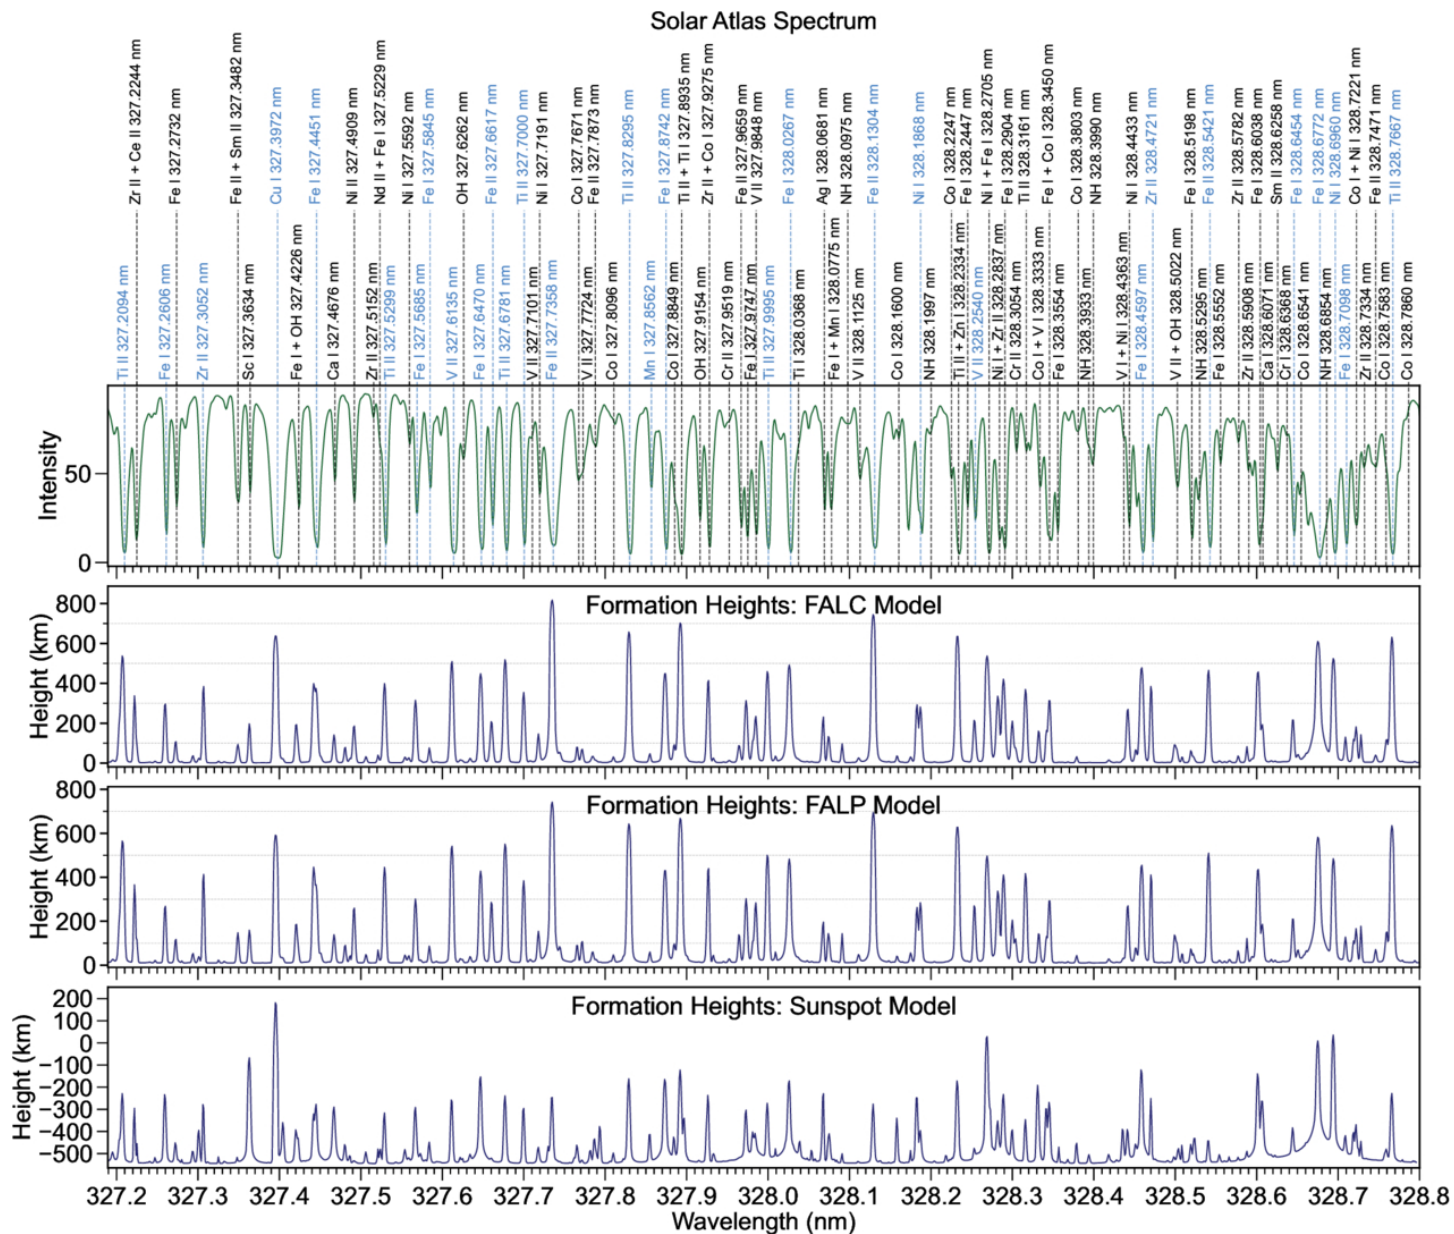 Solar Atlas Spectrum
Zr II + Ce II 327.2244 nm
Fe I 327.2732 nm
Fe II + Sm II 327.3482 nm
Cu I 327.3972 nm
Fe I 327.4451 nm
Ni II 327.4909 nm
Nd II + Fe I 327.5229 nm
Ni I 327.5592 nm
Fe I 327.5845 nm
OH 327.6262 nm
Fe II 327.6617 nm
Ti II 327.7000 nm
Ni I 327.7191 nm
Co I 327.7671 nm
Fe II 327.7873 nm
Ti II 327.8295 nm
Fe I 327.8742 nm
Ti II + Ti I 327.8935 nm
Zr II + Co I 327.9275 nm
Fe II 327.9659 nm
V II 327.9848 nm
Fe I 328.0267 nm
Ag I 328.0681 nm
NH 328.0975 nm
Fe II 328.1304 nm
Ni I 328.1868 nm
Co I 328.2247 nm
Fe I 328.2447 nm
Ni I + Fe I 328.2705 nm
Fe I 328.2904 nm
Ti II 328.3161 nm
Fe I + Co I 328.3450 nm
Co I 328.3803 nm
NH 328.3990 nm
Ni I 328.4433 nm
Zr II 328.4721 nm
Fe I 328.5198 nm
Fe II 328.5421 nm
Zr II 328.5782 nm
Fe I 328.6038 nm
Sm II 328.6258 nm
Fe I 328.6454 nm
Fe I 328.6772 nm
Ni I 328.6960 nm
Co I + Ni I 328.7221 nm
Fe II 328.7471 nm
Ti II 328.7667 nm
Ti II 327.2094 nm
Fe I 327.2606 nm
Zr II 327.3052 nm
Sc I 327.3634 nm
Fe I + OH 327.4226 nm
Ca I 327.4676 nm
Zr II 327.5152 nm
Ti II 327.5299 nm
Fe I 327.5685 nm
V II 327.6135 nm
Fe I 327.6470 nm
Ti II 327.6781 nm
V II 327.7101 nm
Fe II 327.7358 nm
V II 327.7724 nm
Co I 327.8096 nm
Mn I 327.8562 nm
Co I 327.8849 nm
OH 327.9154 nm
Cr II 327.9519 nm
Fe I 327.9747 nm
Ti II 327.9995 nm
Ti I 328.0368 nm
Fe I + Mn I 328.0775 nm
V II 328.1125 nm
Co I 328.1600 nm
NH 328.1997 nm
Ti II + Zn I 328.2334 nm
V II 328.2540 nm
Ni I + Zr II 328.2837 nm
Cr II 328.3054 nm
Co I + V I 328.3333 nm
Fe I 328.3554 nm
NH 328.3933 nm
V I + Ni I 328.4363 nm
Fe I 328.4597 nm
V II + OH 328.5022 nm
NH 328.5295 nm
Fe I 328.5552 nm
Zr II 328.5908 nm
Ca I 328.6071 nm
Cr I 328.6368 nm
Co I 328.6541 nm
NH 328.6854 nm
Fe I 328.7098 nm
Zr II 328.7334 nm
Co I 328.7583 nm
Co I 328.7860 nm
Intensity
50
0
Formation Heights: FALC Model
Height (km)
800
600
400
200
0
Formation Heights: FALP Model
Height (km)
800
600
400
200
0
Formation Heights: Sunspot Model
Height (km)
200
100
0
−100
−200
−300
−400
−500
327.2 327.3 327.4 327.5 327.6 327.7 327.8 327.9 328.0 328.1 328.2 328.3 328.4 328.5 328.6 328.7 328.8
Wavelength (nm)